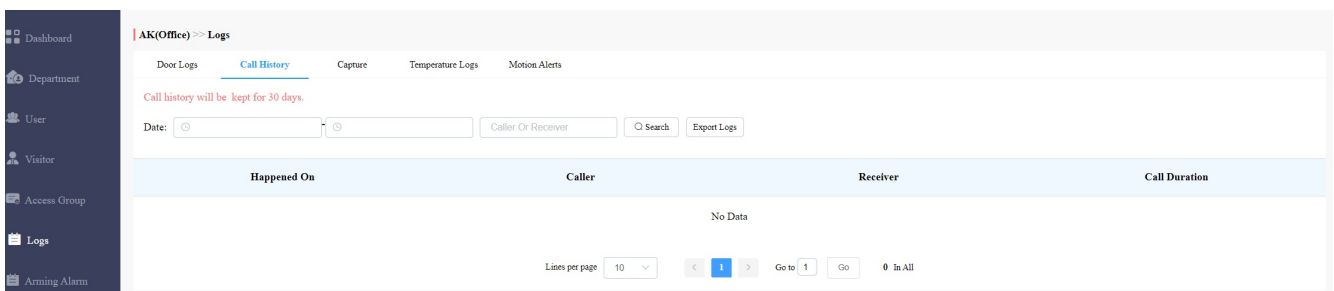 Dashboard
Department
User
Visitor
Access Group
Logs
Arming Alarm
AK(Office) >> Logs
Door Logs Call History Capture Temperature Logs Motion Alerts
Call history will be kept for 30 days.
Date: - Caller Or Receiver Search Export Logs
Happened On Caller Receiver Call Duration
No Data
Lines per page 10 < 1 > Go to 1 Go 0 In All